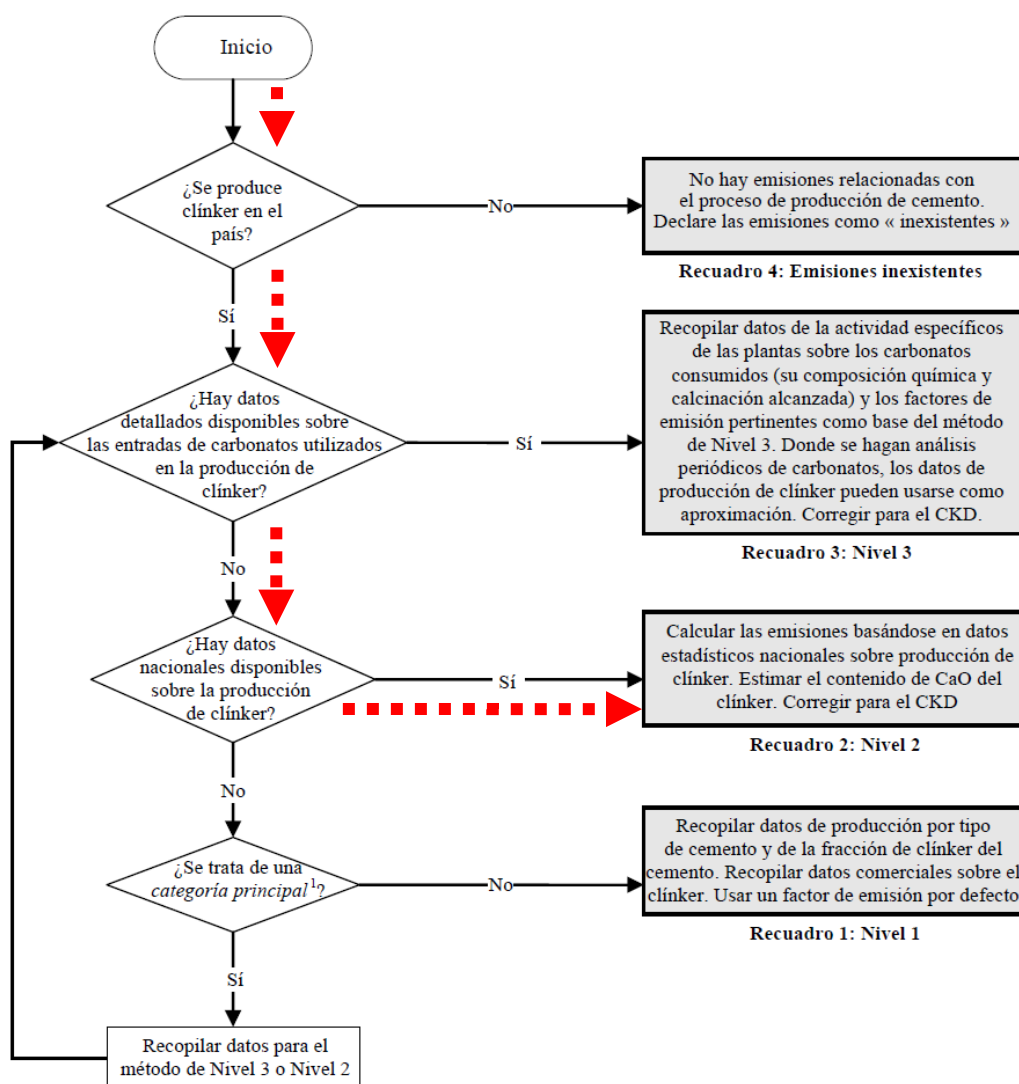 Inicio
¿Se produce
clínker en el
país?
No
No hay emisiones relacionadas con
el proceso de producción de cemento.
Declare las emisiones como « inexistentes »
Recuadro 4: Emisiones inexistentes
Sí
¿Hay datos
detallados disponibles sobre
las entradas de carbonatos utilizados
en la producción de
clínker?
Sí
Recopilar datos de la actividad específicos
de las plantas sobre los carbonatos
consumidos (su composición química y
calcinación alcanzada) y los factores de
emisión pertinentes como base del método
de Nivel 3. Donde se hagan análisis
periódicos de carbonatos, los datos de
producción de clínker pueden usarse como
aproximación. Corregir para el CKD.
Recuadro 3: Nivel 3
No
¿Hay datos
nacionales disponibles
sobre la producción
de clínker?
Sí
Calcular las emisiones basándose en datos
estadísticos nacionales sobre producción de
clínker. Estimar el contenido de CaO del
clínker. Corregir para el CKD
Recuadro 2: Nivel 2
No
¿Se trata de una
categoría principal¹?
No
Recopilar datos de producción por tipo
de cemento y de la fracción de clínker del
cemento. Recopilar datos comerciales sobre el
clínker. Usar un factor de emisión por defecto
Recuadro 1: Nivel 1
Sí
Recopilar datos para el
método de Nivel 3 o Nivel 2